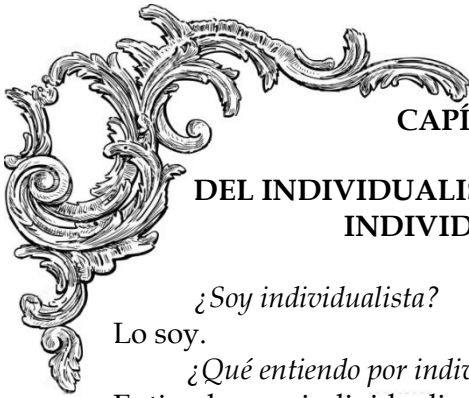 CAPÍ
DEL INDIVIDUALIS
INDIVID
¿Soy individualista?
Lo soy.
¿Qué entiendo por indiv